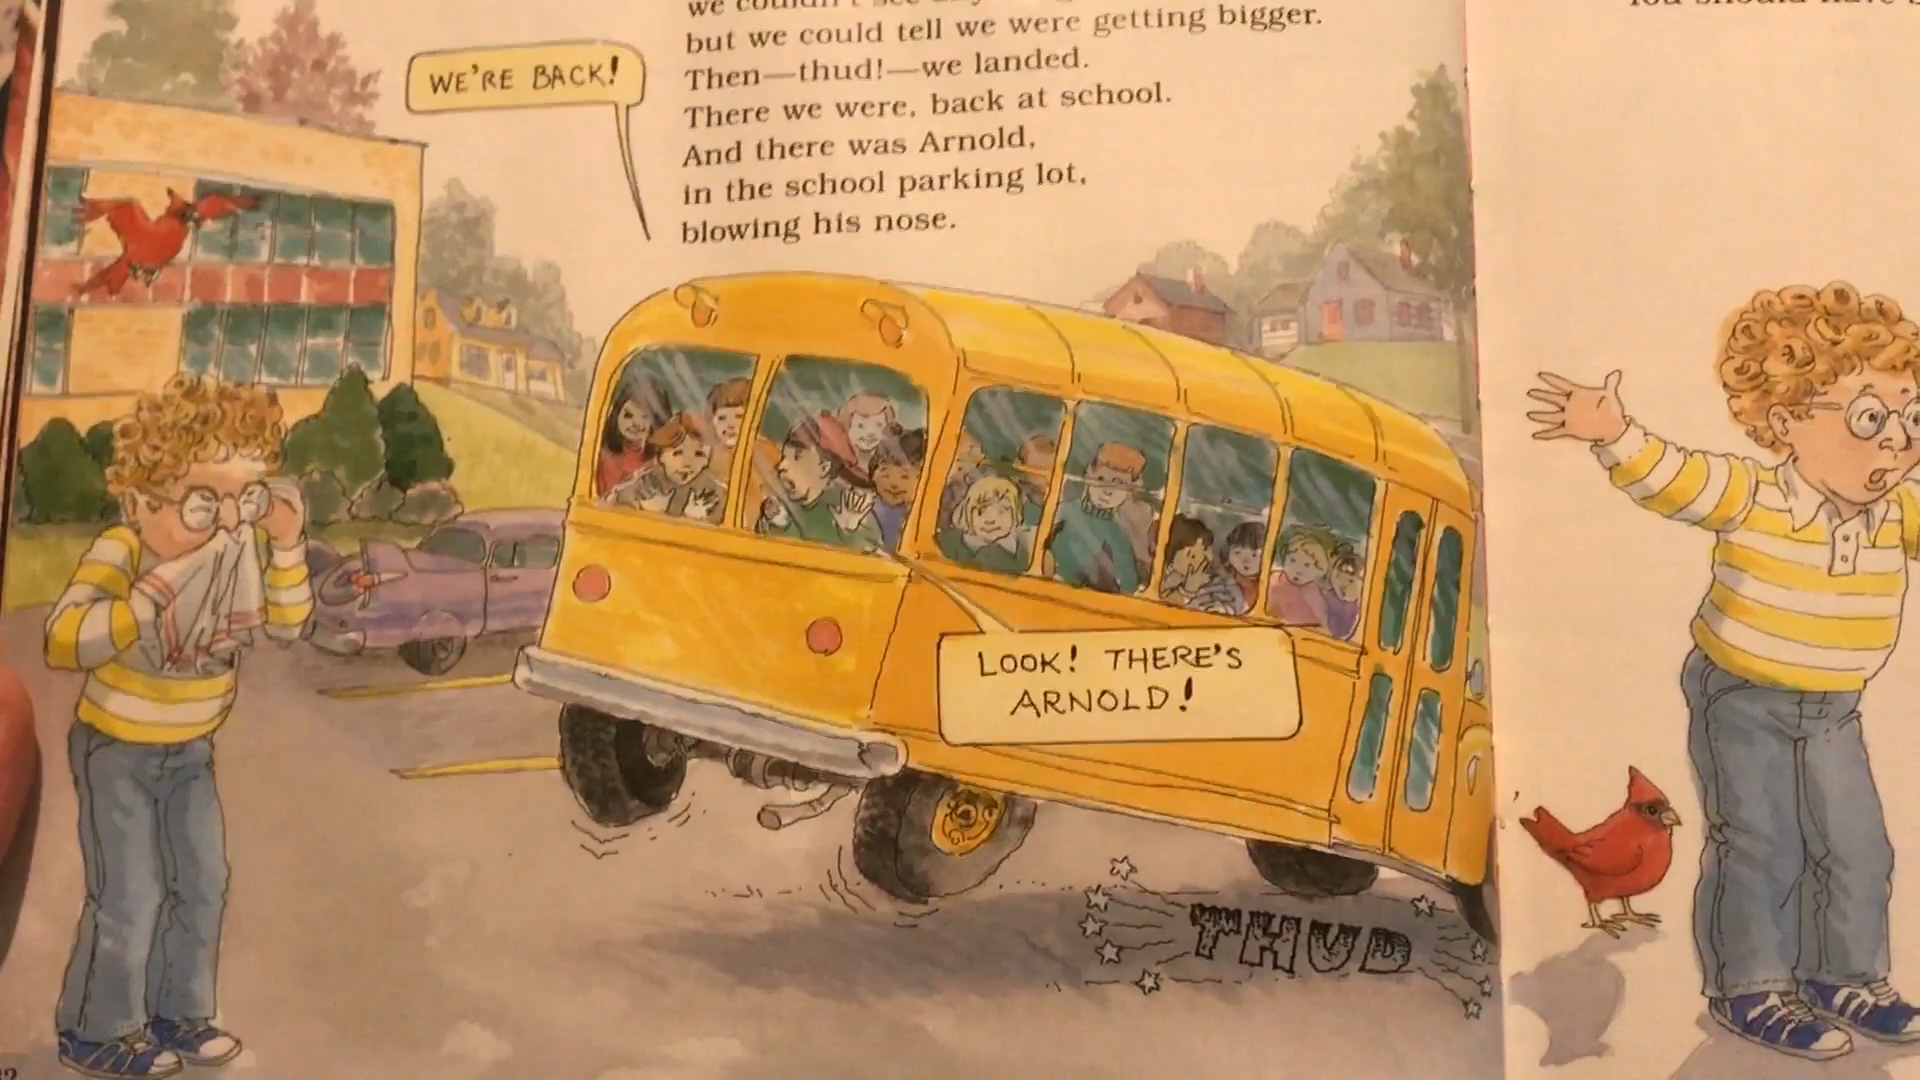 but we could tell we were getting bigger.
Then—thud!—we landed.
There we were, back at school.
And there was Arnold,
in the school parking lot,
blowing his nose.
WE'RE BACK!
LOOK! THERE'S
ARNOLD!
THUD